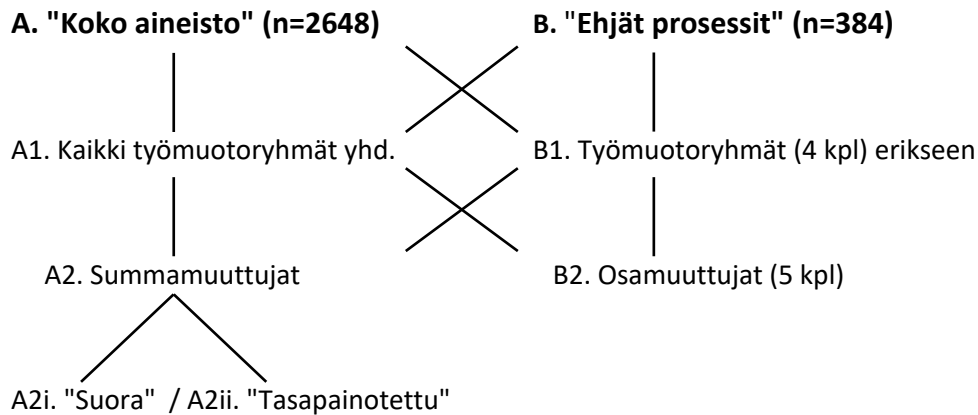 A. "Koko aineisto" (n=2648) B. "Ehjät prosessit" (n=384)
A1. Kaikki työmuotoryhmät yhd. B1. Työmuotoryhmät (4 kpl) erikseen
A2. Summamuuttujat B2. Osamuuttujat (5 kpl)
A2i. "Suora" / A2ii. "Tasapainotettu"